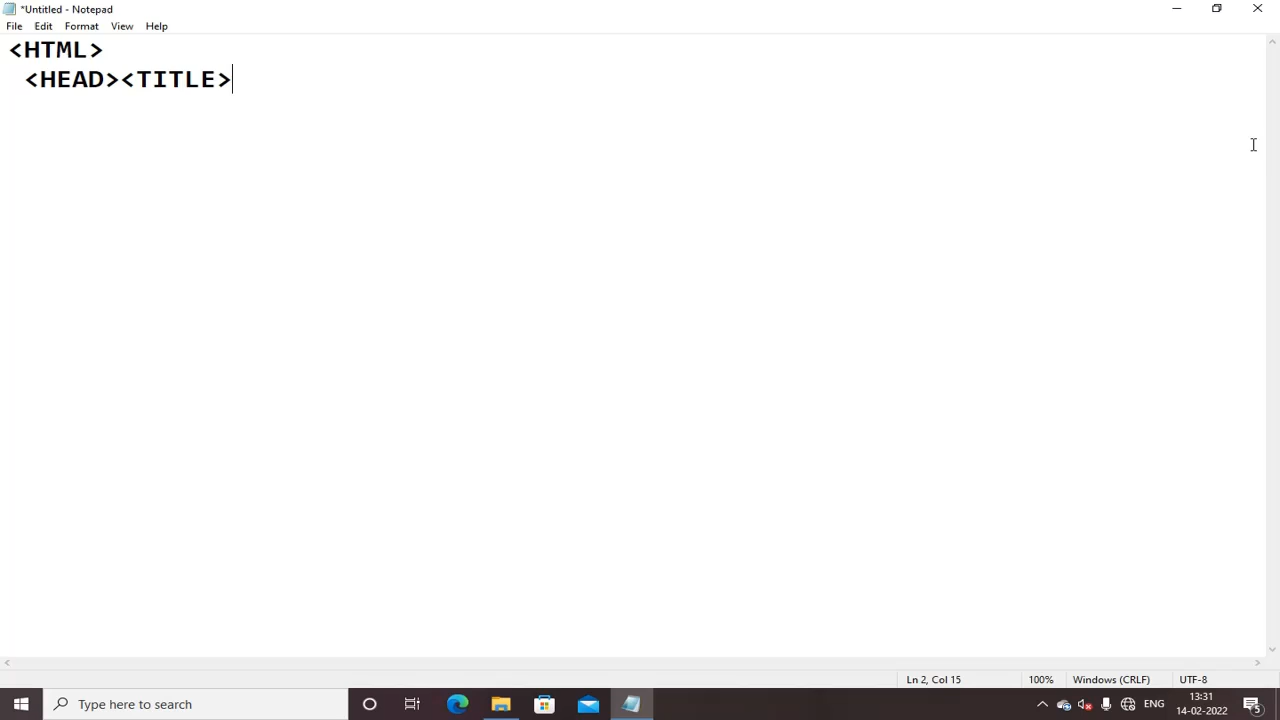 *Untitled - Notepad
File Edit Format View Help
<HTML>
<HEAD><TITLE>
Ln 2, Col 15 100% Windows (CRLF) UTF-8
Type here to search
ENG
13:31
14-02-2022
5